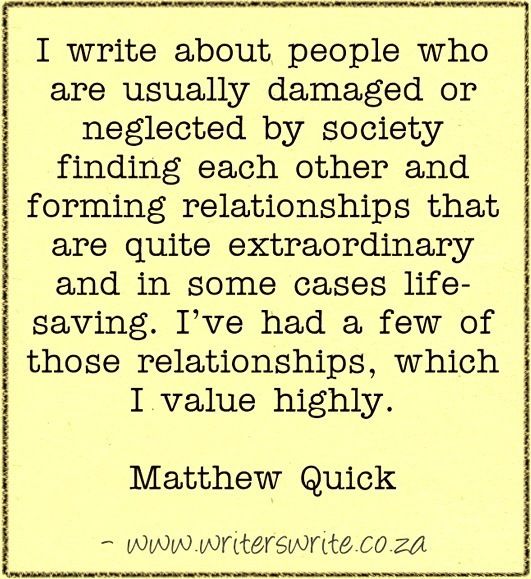 I write about people who
are usually damaged or
neglected by society
finding each other and
forming relationships that
are quite extraordinary
and in some cases life-
saving. I've had a few of
those relationships, which
I value highly.
Matthew Quick
- www.writerswrite.co.za